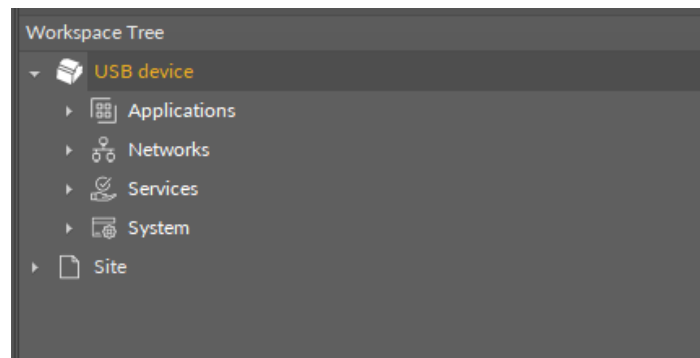 Workspace Tree
USB device
Applications
Networks
Services
System
Site